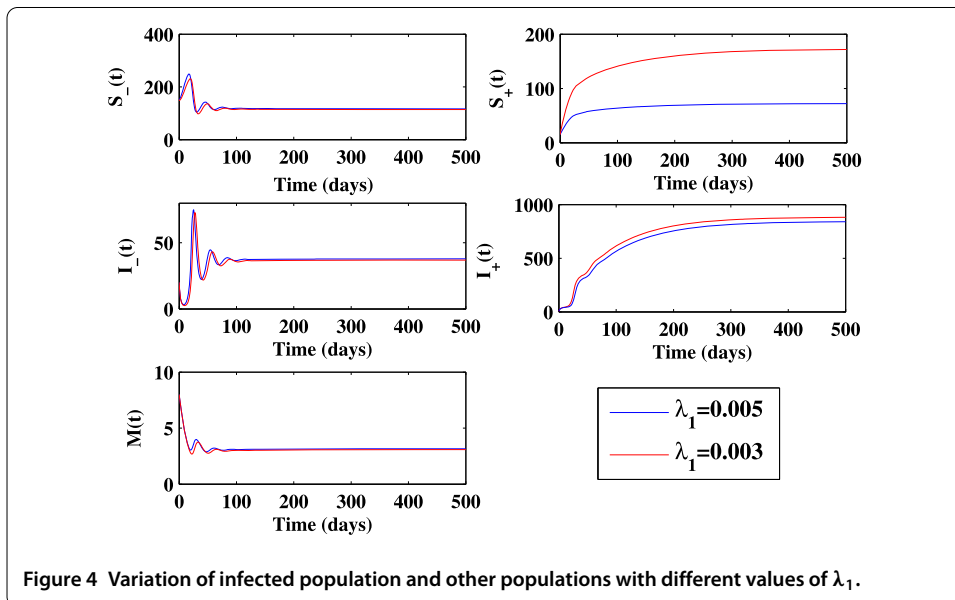 400
200
0
S_(t)
0 100 200 300 400 500
Time (days)
200
100
0
S₊(t)
0 100 200 300 400 500
Time (days)
50
0
I_(t)
0 100 200 300 400 500
Time (days)
1000
500
0
I₊(t)
0 100 200 300 400 500
Time (days)
10
5
0
M(t)
0 100 200 300 400 500
Time (days)
λ_1=0.005
λ_1=0.003
Figure 4 Variation of infected population and other populations with different values of λ₁.